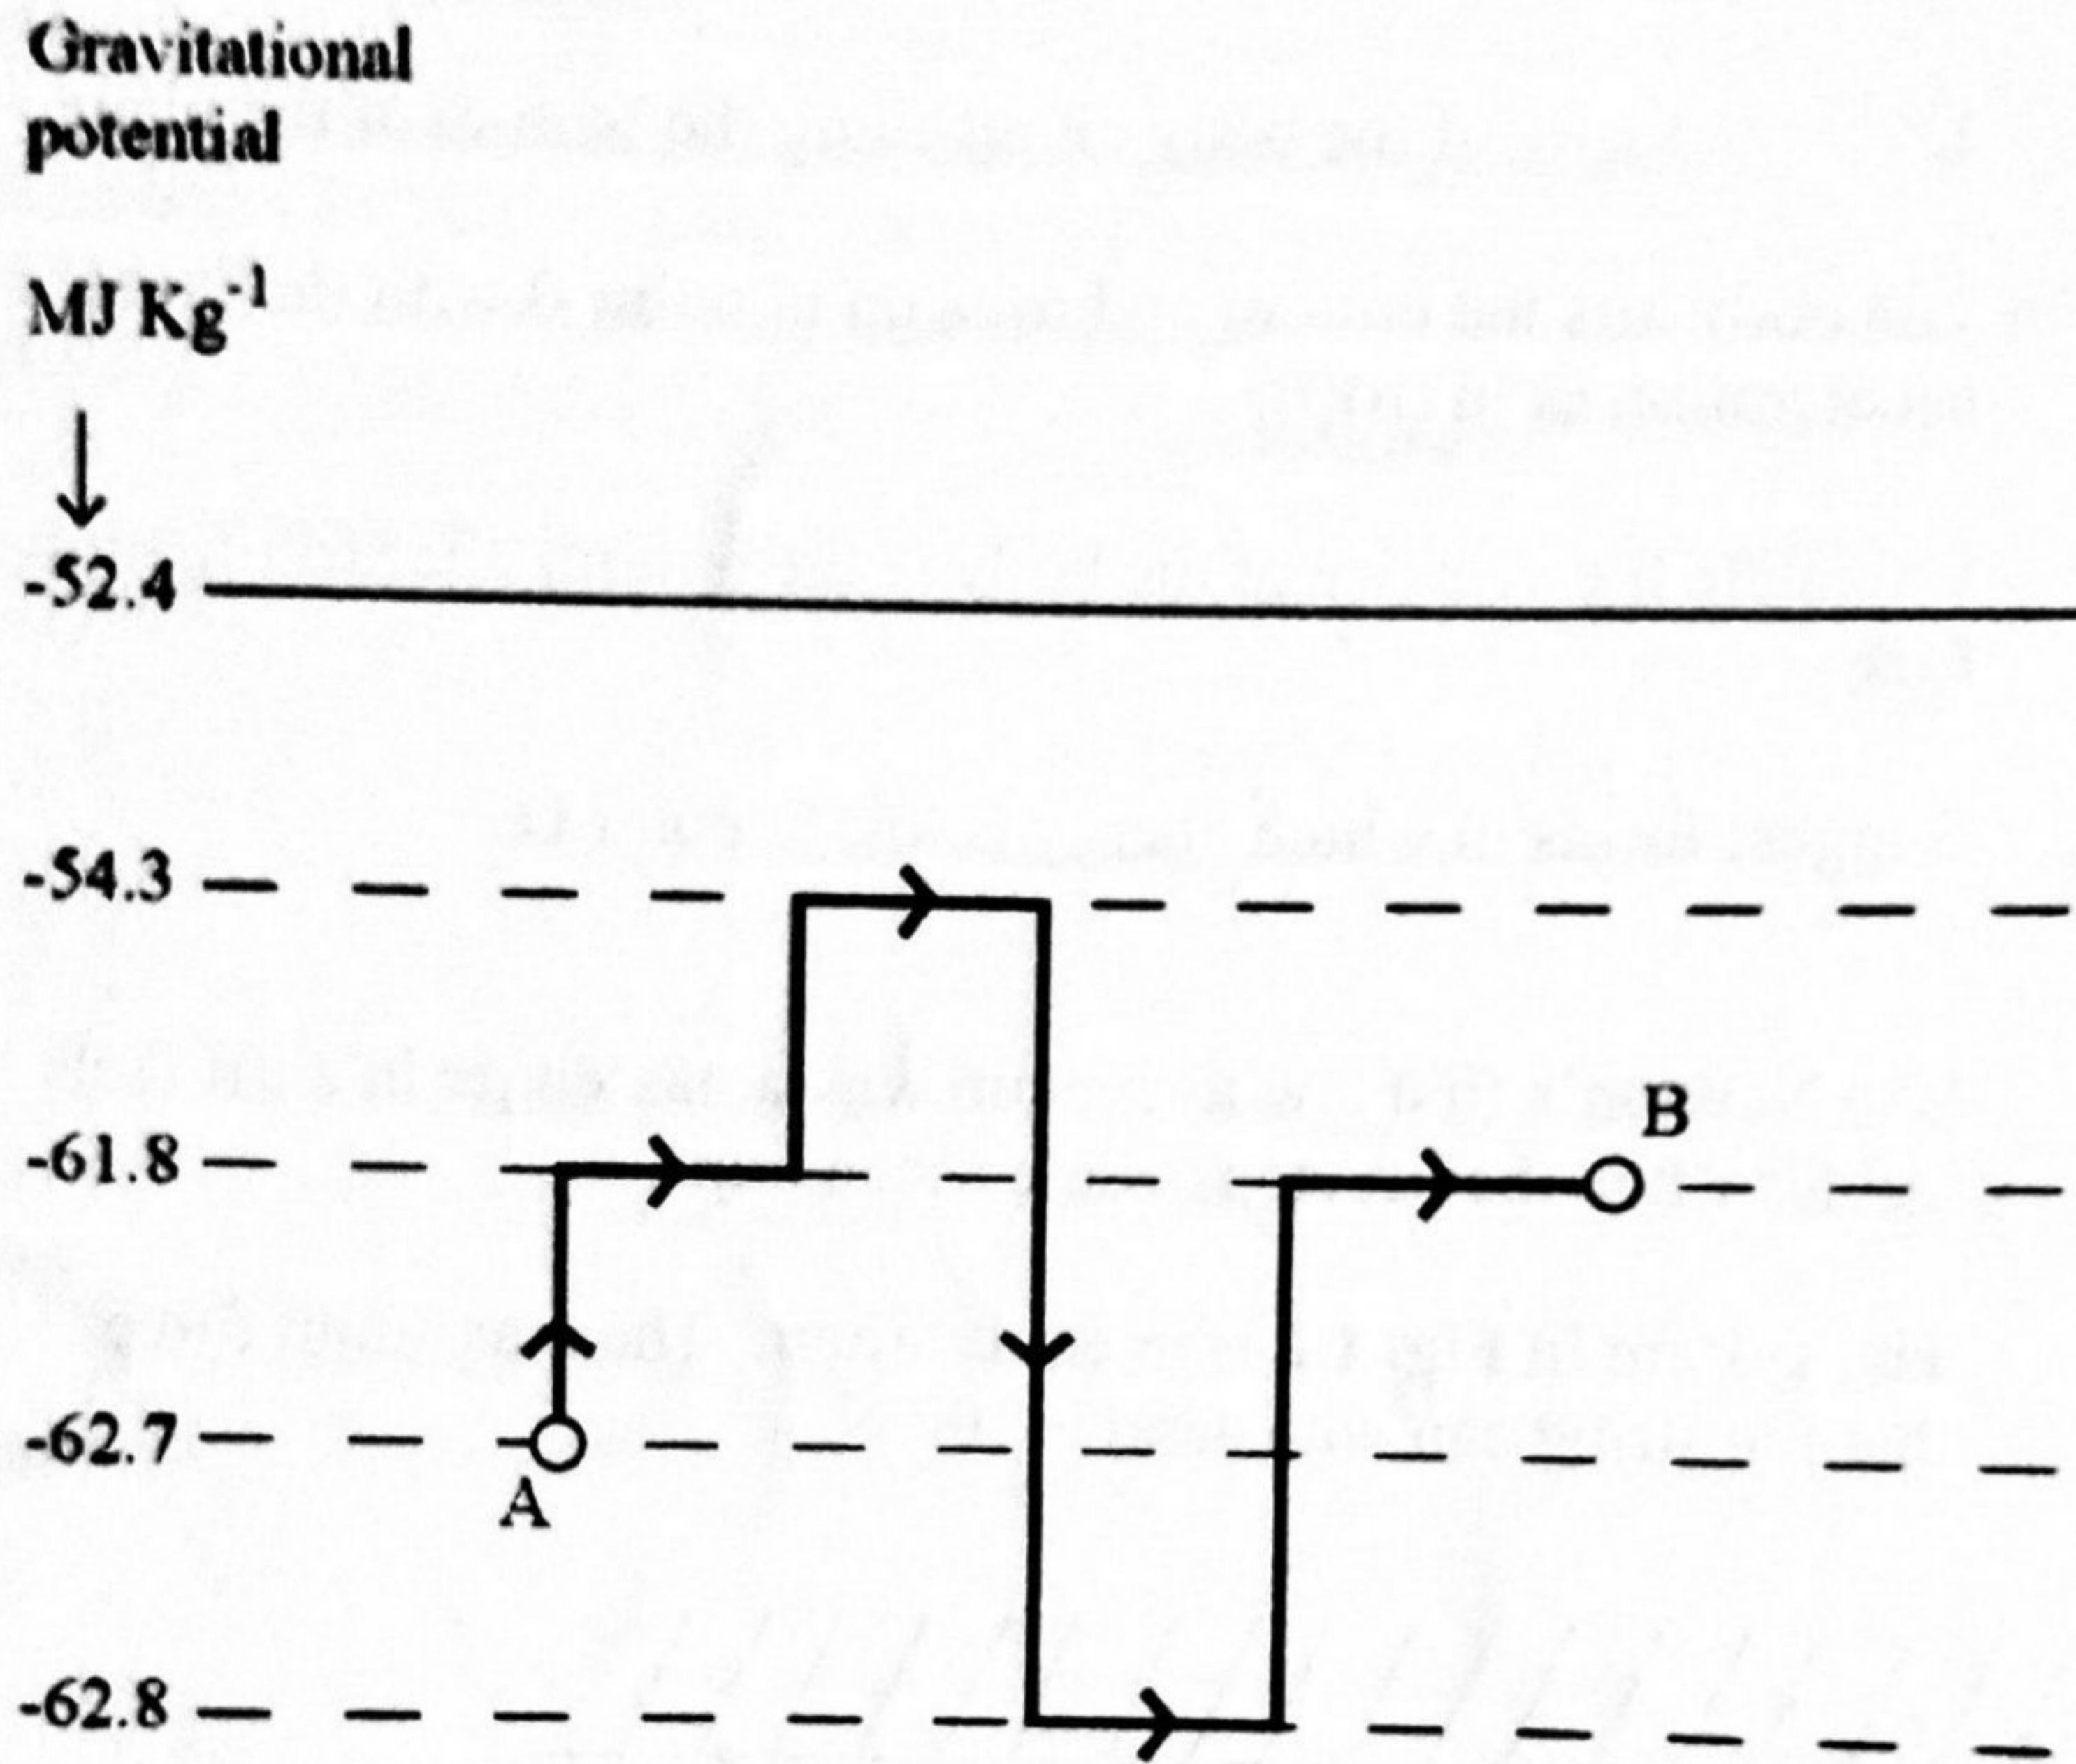 Gravitational
potential
MJ Kg⁻¹
-52.4
-54.3
-61.8
B
-62.7
A
-62.8